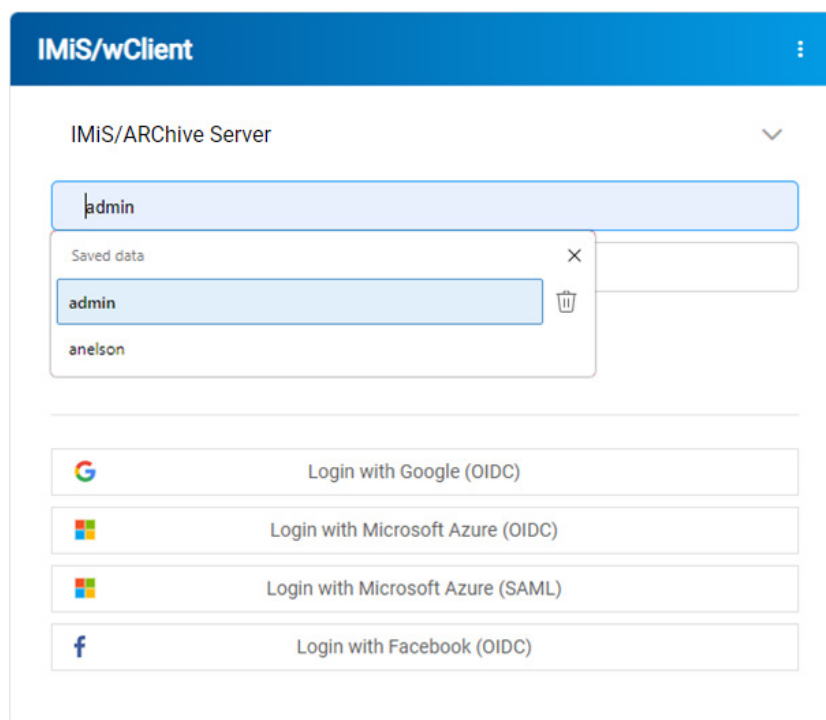 IMiS/wClient
IMiS/ARChive Server
admin
Saved data
admin
anelson
Login with Google (OIDC)
Login with Microsoft Azure (OIDC)
Login with Microsoft Azure (SAML)
Login with Facebook (OIDC)